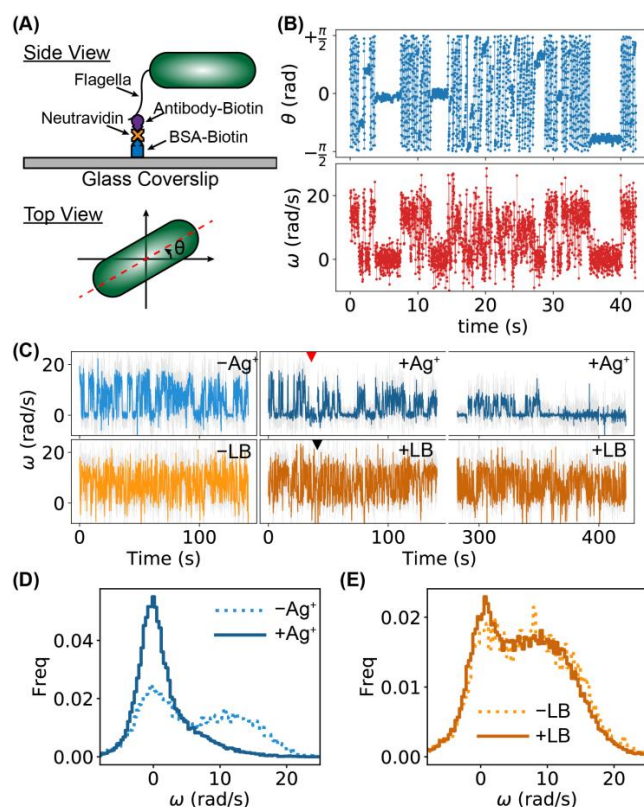 (A)
Side View
Flagella
Neutravidin
Antibody-Biotin
BSA-Biotin
Glass Coverslip
Top View
θ
(B)
+π/2
0
−π/2
θ (rad)
20
0
ω (rad/s)
0 10 20 30 40
time (s)
(C)
20
0
ω (rad/s)
−Ag⁺
+Ag⁺
+Ag⁺
20
0
−LB
+LB
+LB
0 100
0 100
300 400
Time (s)
Time (s)
Time (s)
(D)
−Ag⁺
+Ag⁺
0.04
0.02
0.00
Freq
0 10 20
ω (rad/s)
(E)
0.02
0.01
0.00
Freq
−LB
+LB
0 10 20
ω (rad/s)